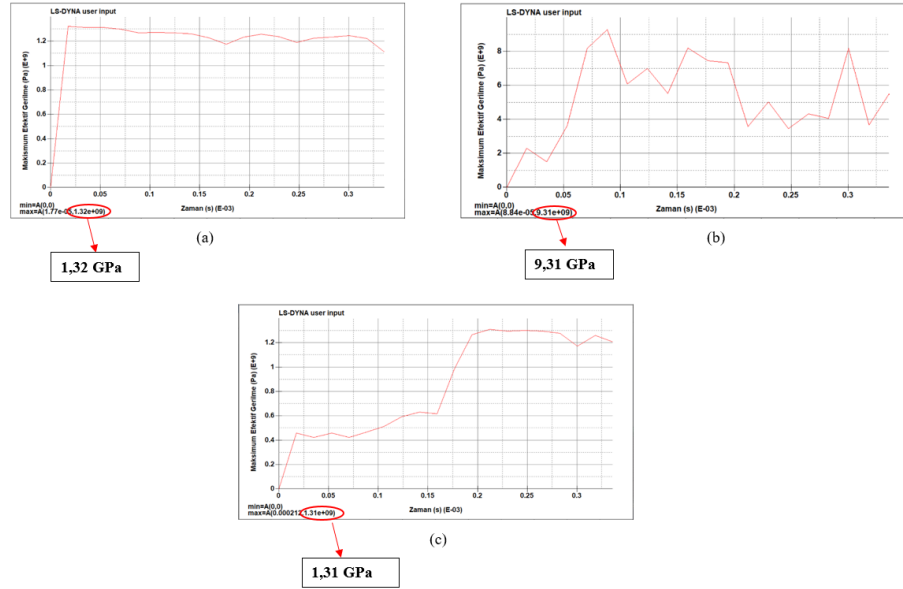 LS-DYNA user input
Maksimum Efektif Gerilme (Pa) (E+9)
1.2
1
0.8
0.6
0.4
0.2
0
0
0.05
0.1
0.15
0.2
0.25
0.3
min=A(0,0)
max=A(1.77e-05,1.32e+09)
Zaman (s) (E-03)
(a)
1,32 GPa
LS-DYNA user input
Maksimum Efektif Gerilme (Pa) (E+9)
8
6
4
2
0
0
0.05
0.1
0.15
0.2
0.25
0.3
min=A(0,0)
max=A(8.84e-05,9.31e+09)
Zaman (s) (E-03)
(b)
9,31 GPa
LS-DYNA user input
Maksimum Efektif Gerilme (Pa) (E+9)
1.2
1
0.8
0.6
0.4
0.2
0
0
0.05
0.1
0.15
0.2
0.25
0.3
min=A(0,0)
max=A(0.000212,1.31e+09)
Zaman (s) (E-03)
(c)
1,31 GPa